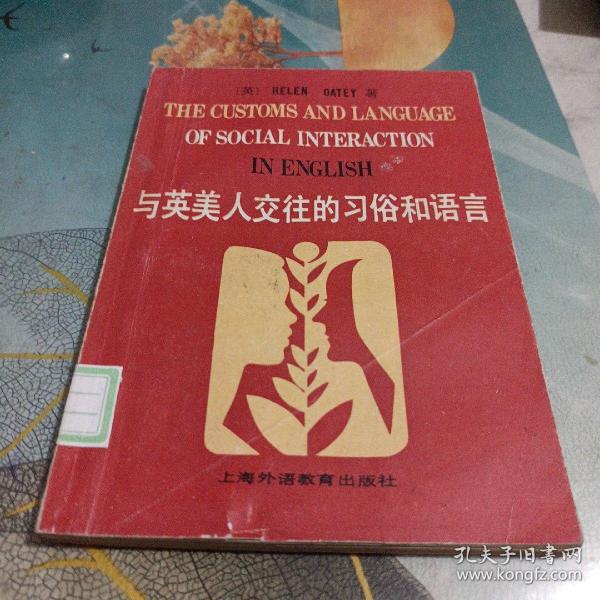 〔英〕 HELEN OATEY 著
THE CUSTOMS AND LANGUAGE
OF SOCIAL INTERACTION
IN ENGLISH
与英美人交往的习俗和语言
上海外语教育出版社
孔夫子旧书网
www.kongfz.com